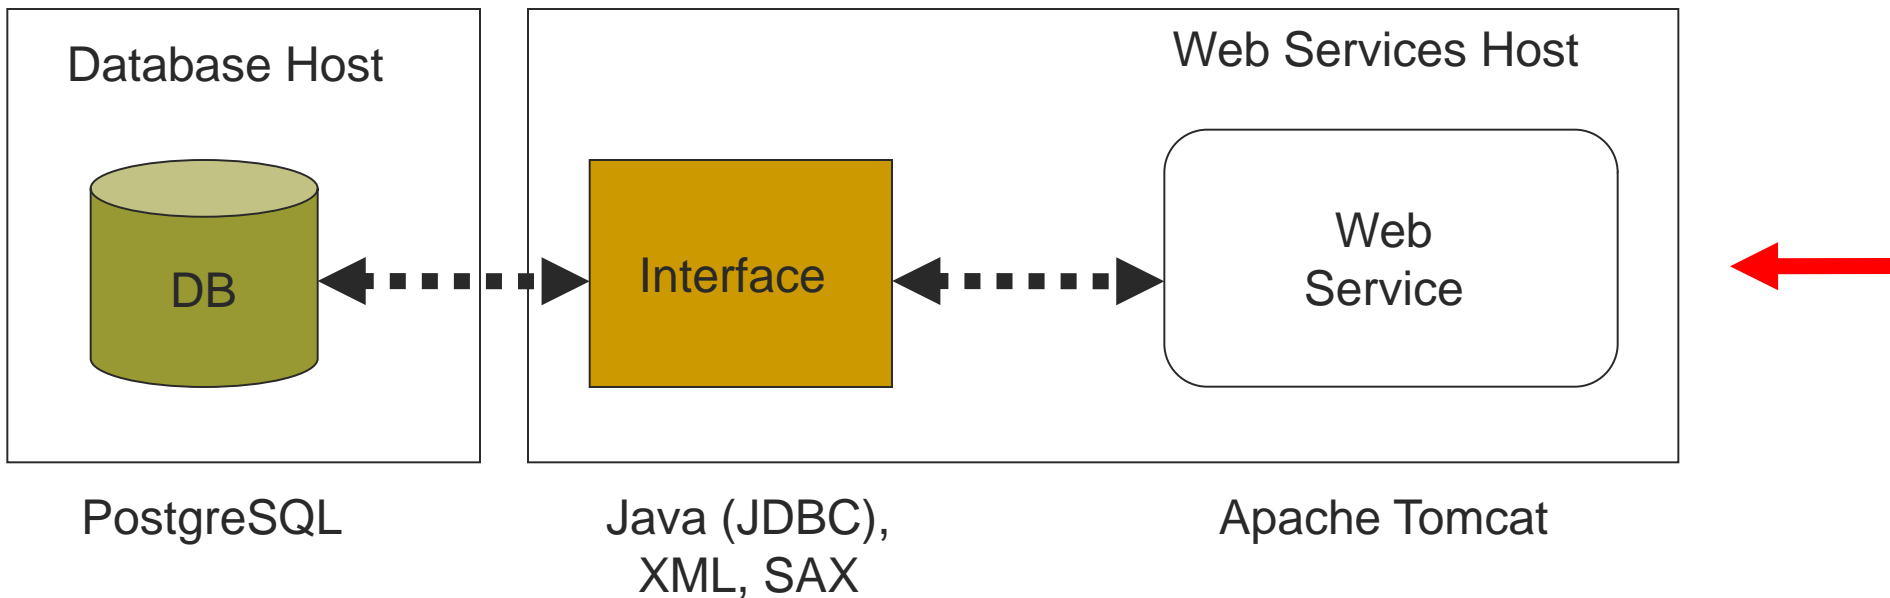 Database Host
Web Services Host
DB
Interface
Web
Service
PostgreSQL
Java (JDBC),
XML, SAX
Apache Tomcat